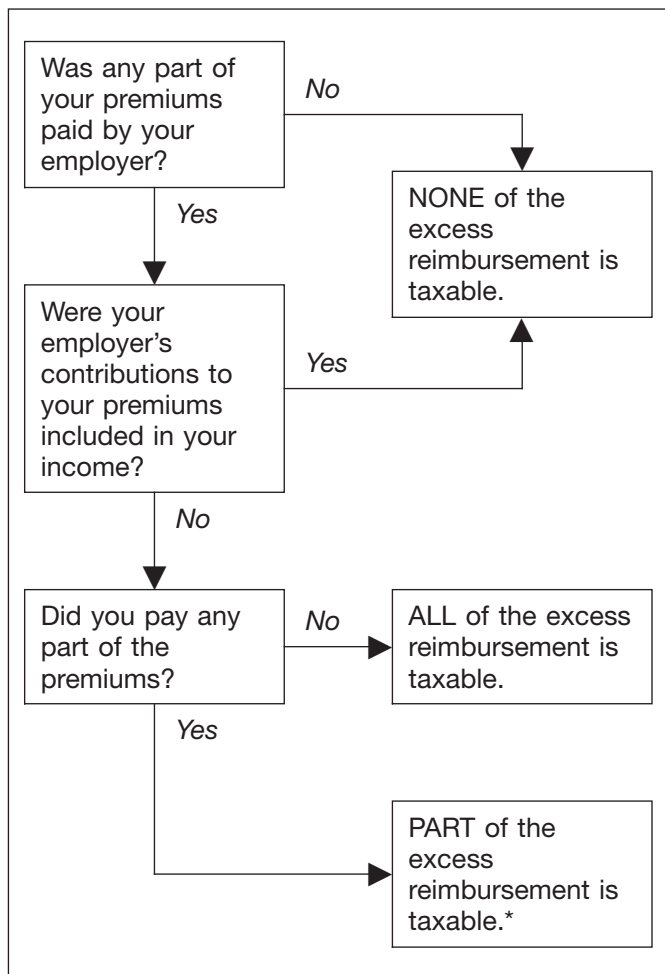 Was any part of
your premiums
paid by your
employer?
No
Yes
NONE of the
excess
reimbursement is
taxable.
Were your
employer’s
contributions to
your premiums
included in your
income?
Yes
No
Did you pay any
part of the
premiums?
No
Yes
ALL of the excess
reimbursement is
taxable.
PART of the
excess
reimbursement is
taxable.*